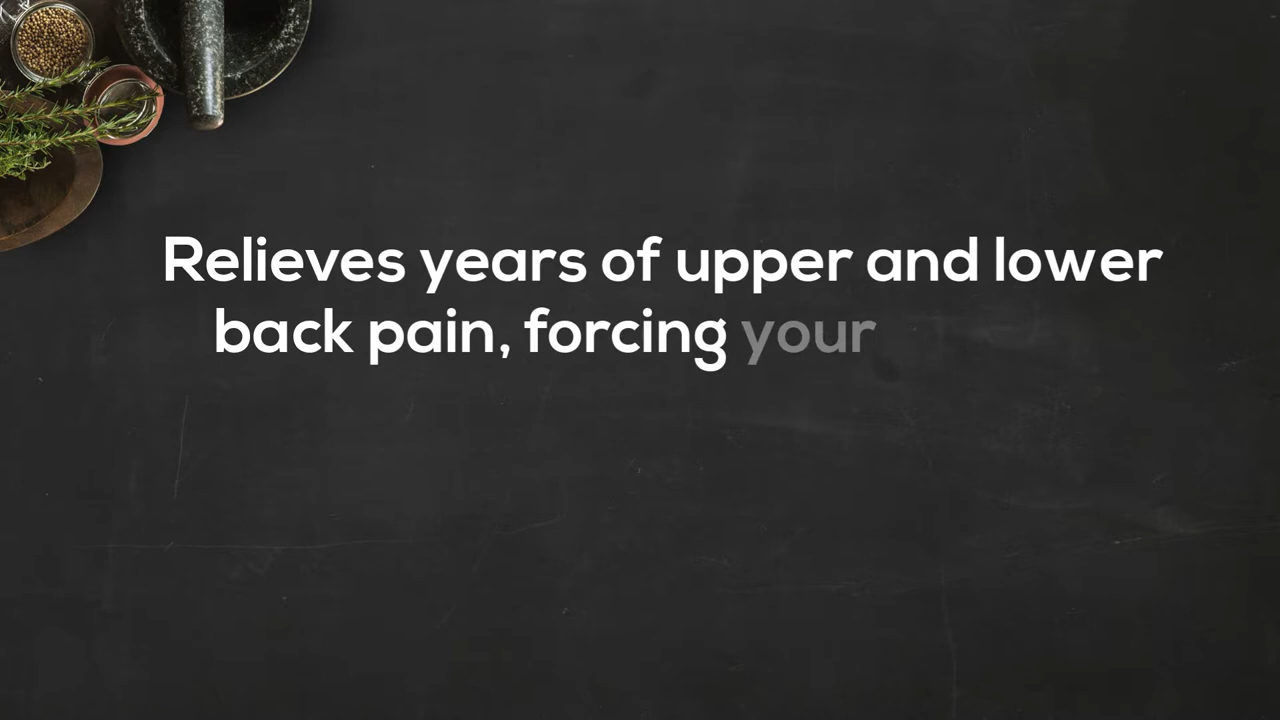 Relieves years of upper and lower
back pain, forcing your